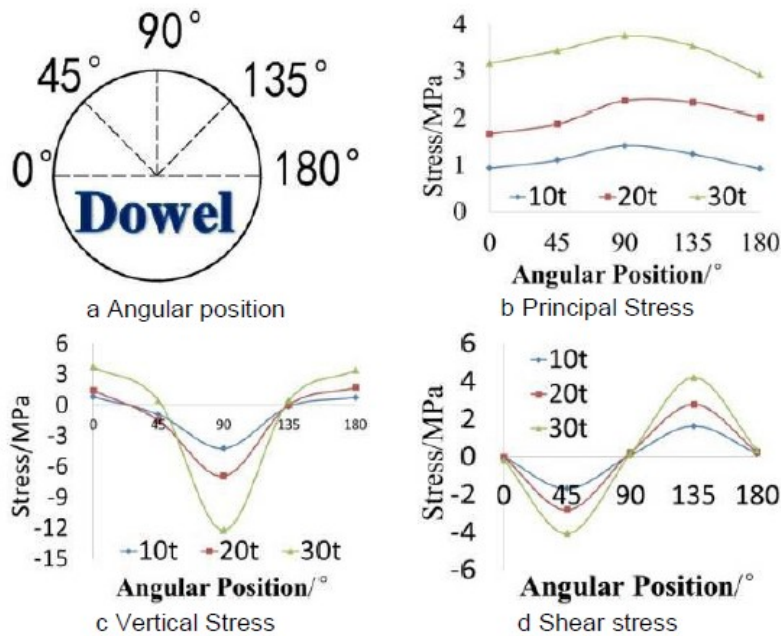 90°
45°
135°
0°
180°
Dowel
a Angular position
Stress/MPa
4
3
2
1
0
10t 20t 30t
0 45 90 135 180
Angular Position/°
b Principal Stress
Stress/MPa
6
3
0
-3
-6
-9
-12
-15
0 45 90 135 180
10t 20t 30t
Angular Position/°
c Vertical Stress
Stress/MPa
6
4
2
0
-2
-4
-6
10t
20t
30t
0 45 90 135 180
Angular Position/°
d Shear stress